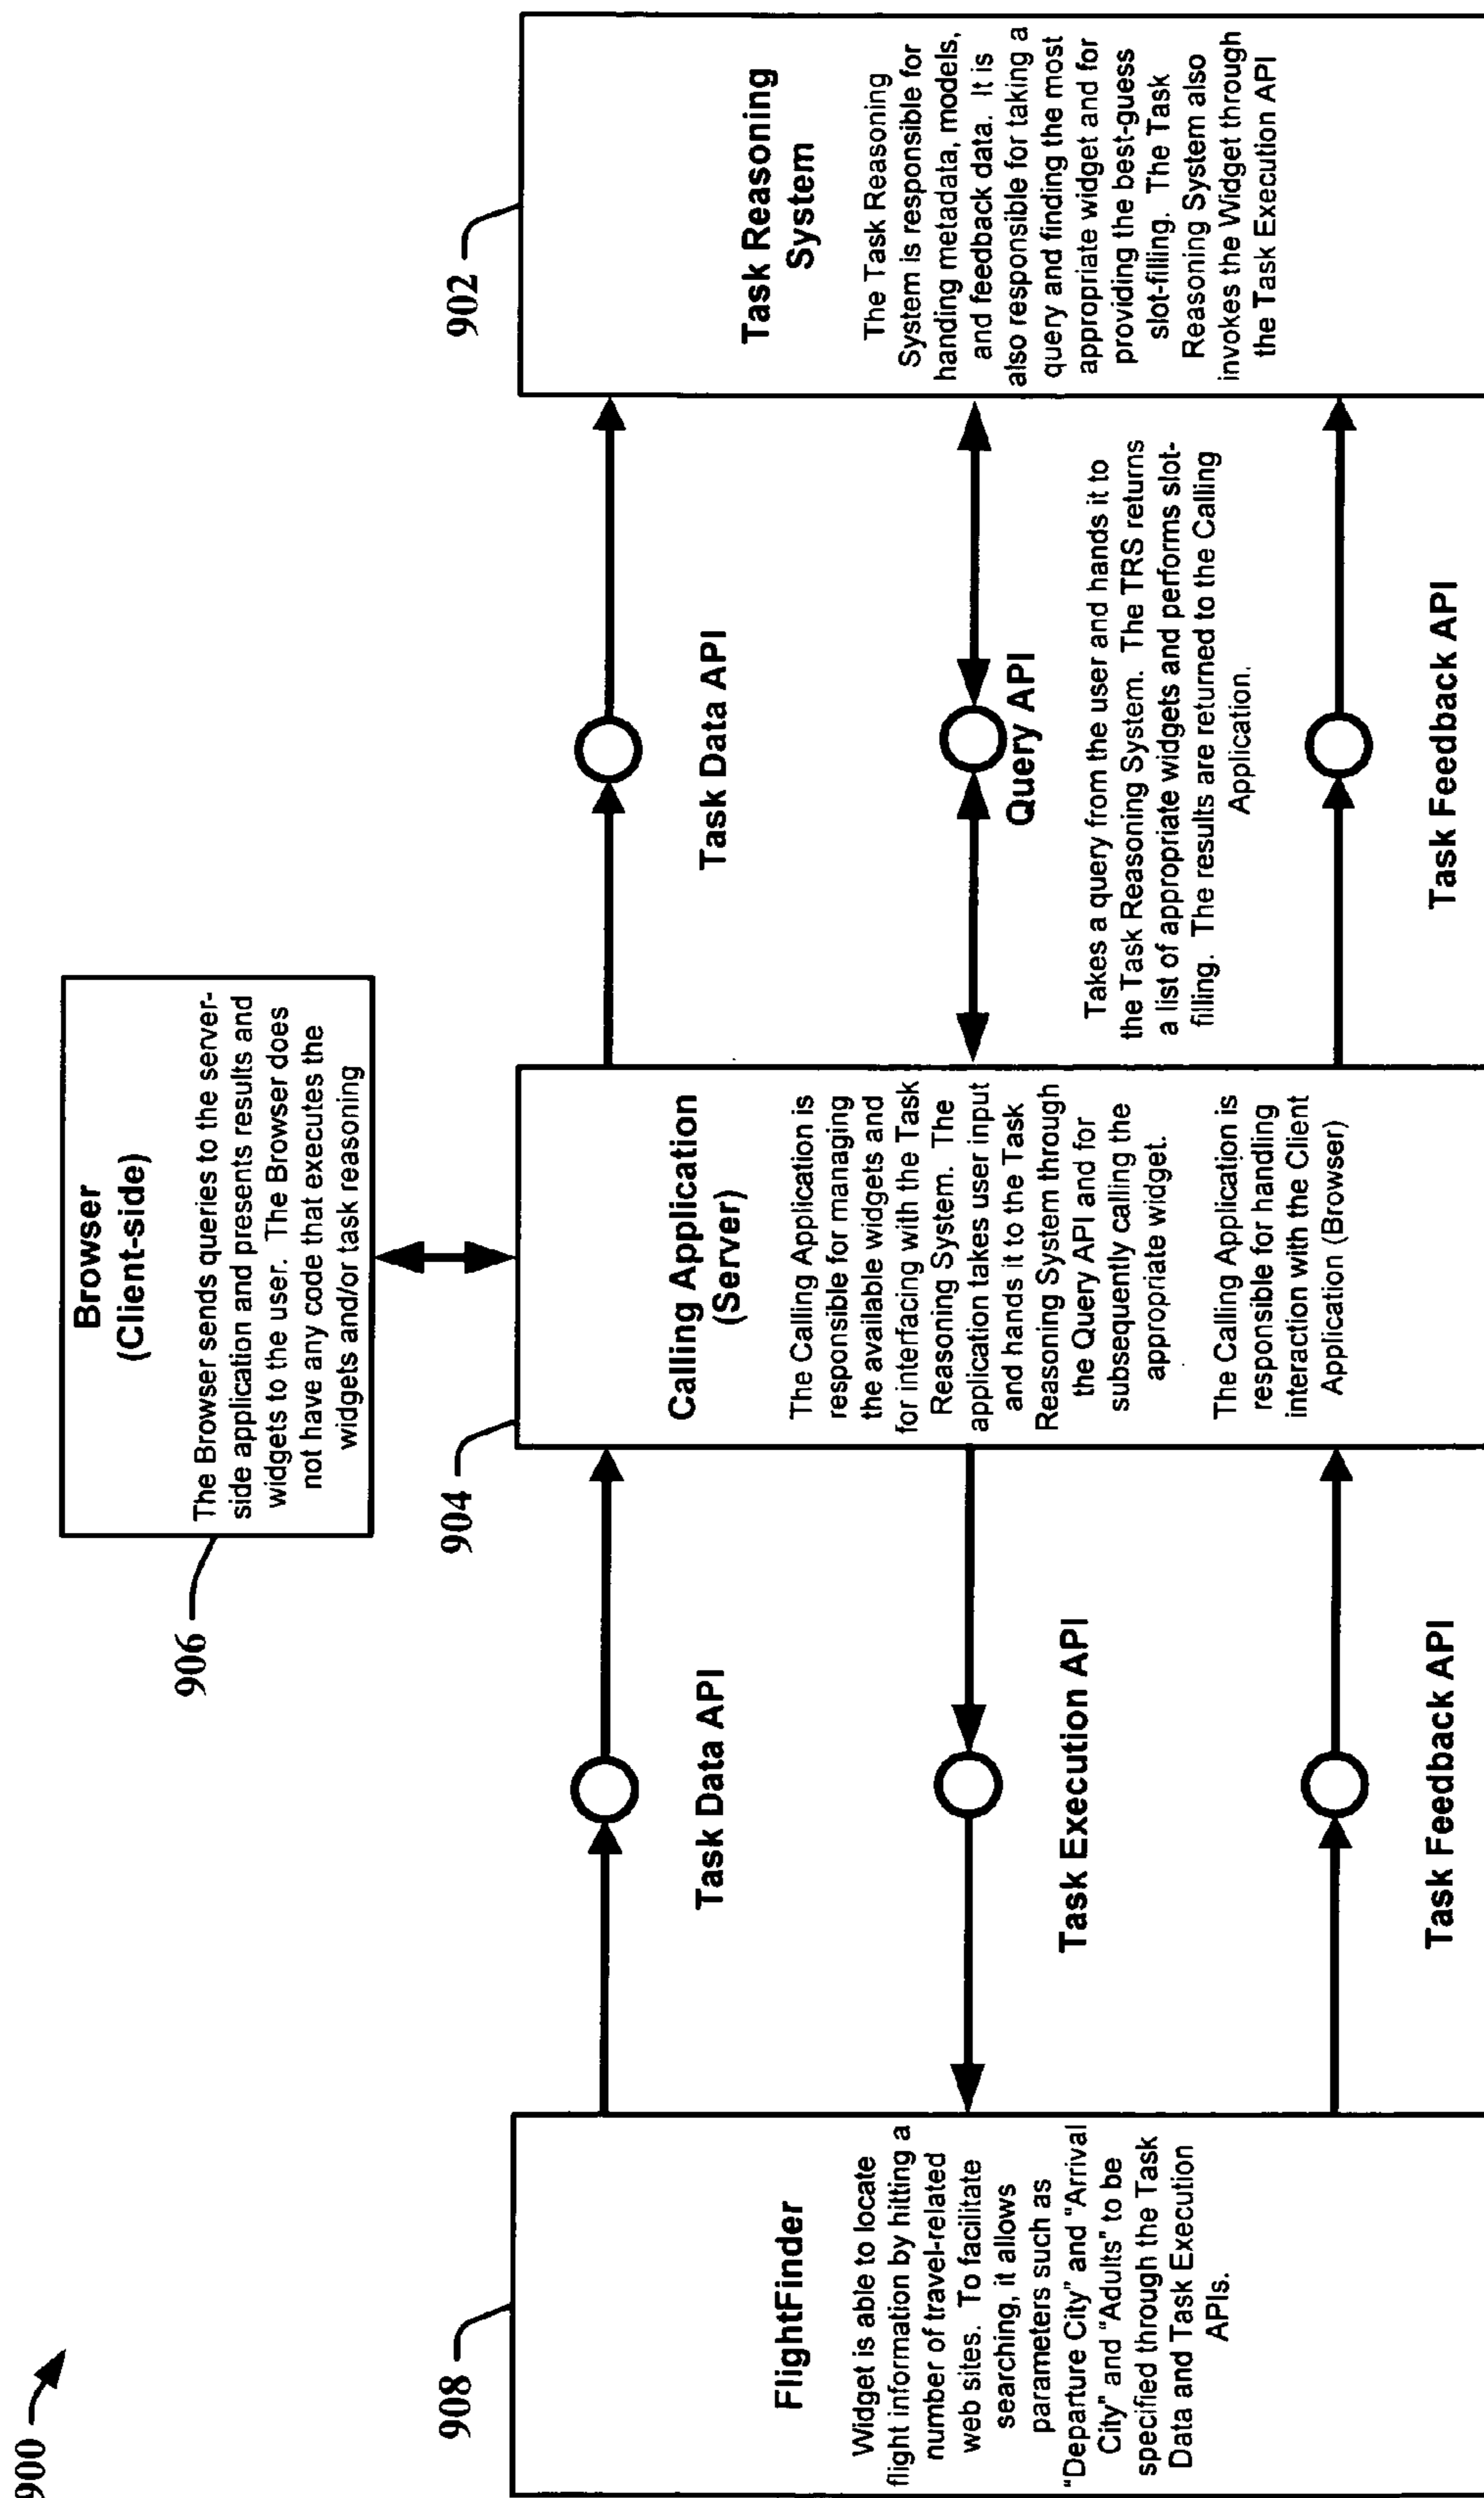 900
906
Browser
(Client-side)
The Browser sends queries to the server-
side application and presents results and
widgets to the user. The Browser does
not have any code that executes the
widgets and/or task reasoning
908
FlightFinder
Widget is able to locate
flight information by hitting a
number of travel-related
web sites. To facilitate
searching, it allows
parameters such as
"Departure City" and "Arrival
City" and "Adults" to be
specified through the Task
Data and Task Execution
APIs.
Task Data API
Task Execution API
Task Feedback API
904
Calling Application
(Server)
The Calling Application is
responsible for managing
the available widgets and
for interfacing with the Task
Reasoning System. The
application takes user input
and hands it to the Task
Reasoning System through
the Query API and for
subsequently calling the
appropriate widget.
The Calling Application is
responsible for handling
interaction with the Client
Application (Browser)
Task Data API
Query API
Takes a query from the user and hands it to
the Task Reasoning System. The TRS returns
a list of appropriate widgets and performs slot-
filling. The results are returned to the Calling
Application.
Task Feedback API
902
Task Reasoning
System
The Task Reasoning
System is responsible for
handing metadata, models,
and feedback data. It is
also responsible for taking a
query and finding the most
appropriate widget and for
providing the best-guess
slot-filling. The Task
Reasoning System also
invokes the Widget through
the Task Execution API